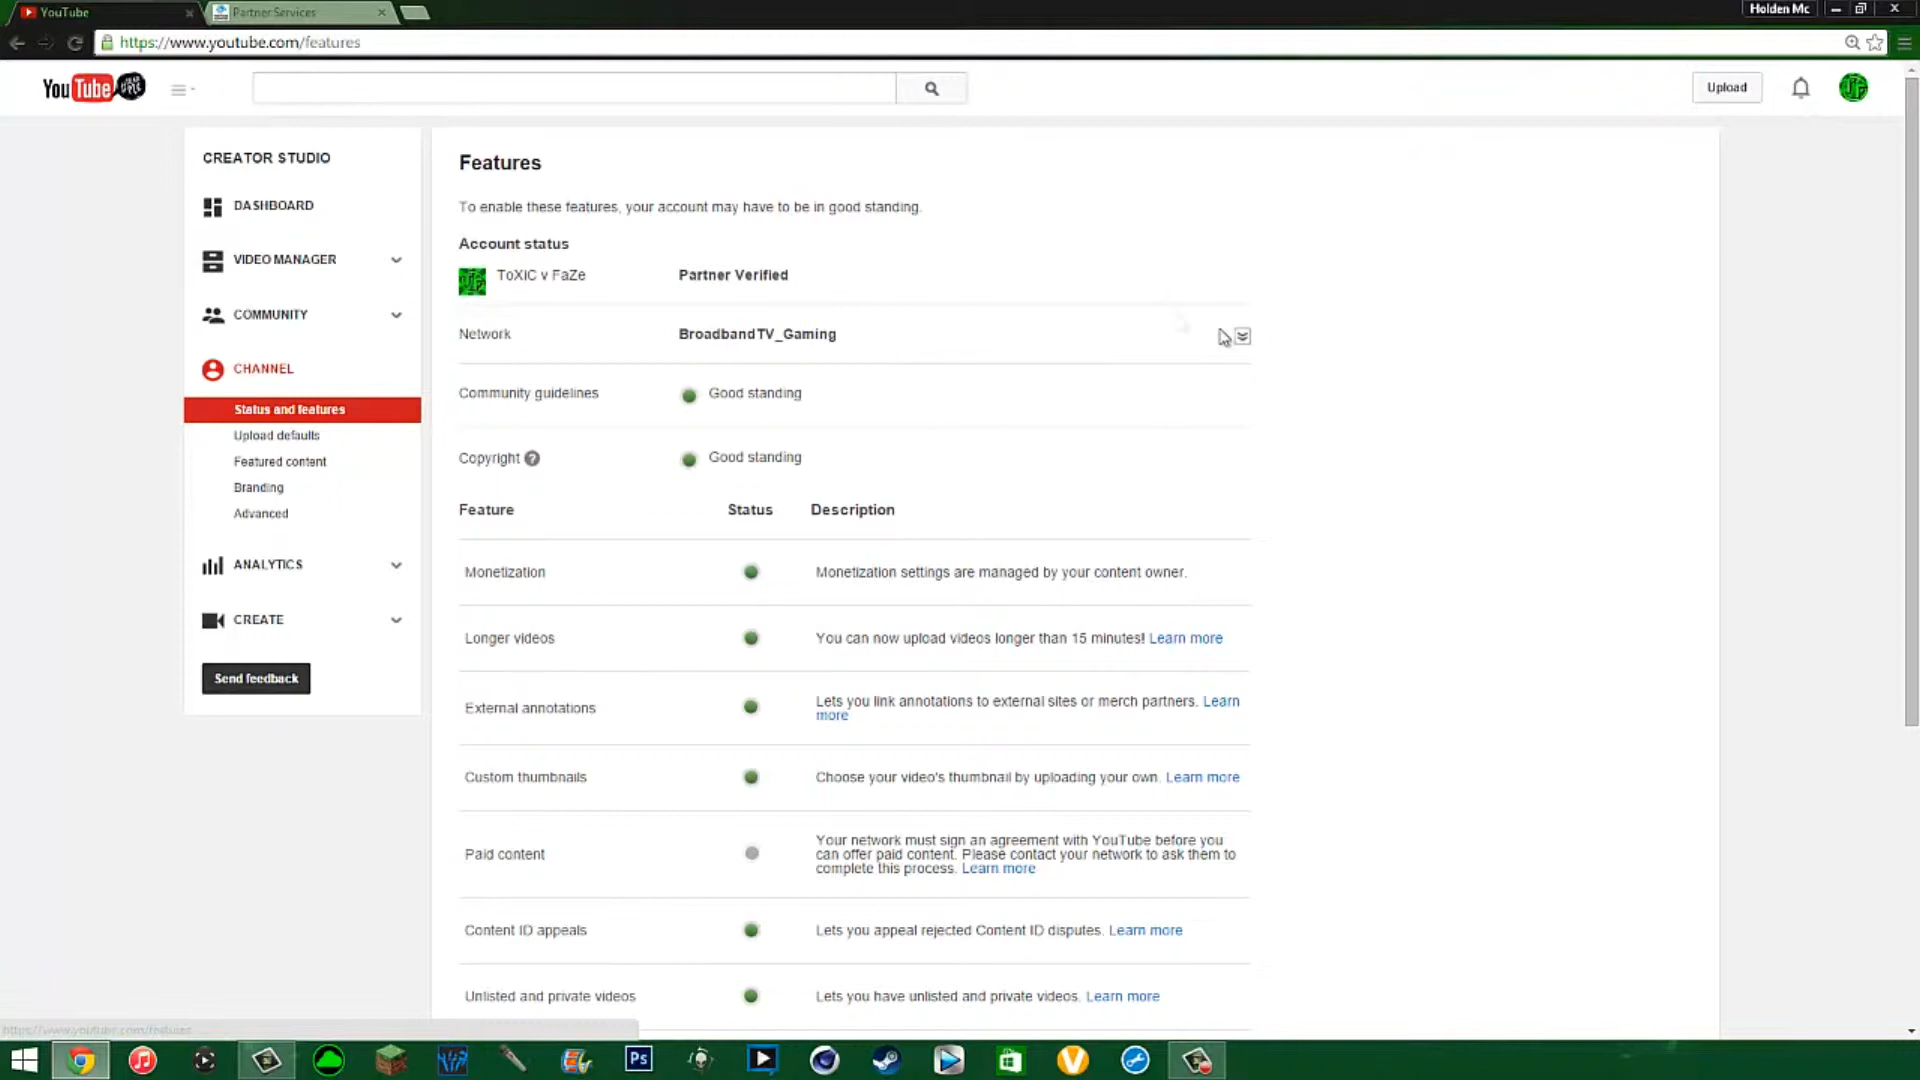 YouTube
Partner Services
Holden Mc
https://www.youtube.com/features
YouTube
Upload
CREATOR STUDIO
DASHBOARD
VIDEO MANAGER
COMMUNITY
CHANNEL
Status and features
Upload defaults
Featured content
Branding
Advanced
ANALYTICS
CREATE
Send feedback
Features
To enable these features, your account may have to be in good standing.
Account status
ToXiC v FaZe Partner Verified
Network BroadbandTV_Gaming
Community guidelines Good standing
Copyright ? Good standing
Feature Status Description
Monetization Monetization settings are managed by your content owner.
Longer videos You can now upload videos longer than 15 minutes! Learn more
External annotations Lets you link annotations to external sites or merch partners. Learn
more
Custom thumbnails Choose your video's thumbnail by uploading your own. Learn more
Your network must sign an agreement with YouTube before you
Paid content can offer paid content. Please contact your network to ask them to
complete this process. Learn more
Content ID appeals Lets you appeal rejected Content ID disputes. Learn more
Unlisted and private videos Lets you have unlisted and private videos. Learn more
https://www.youtube.com/features
Ps